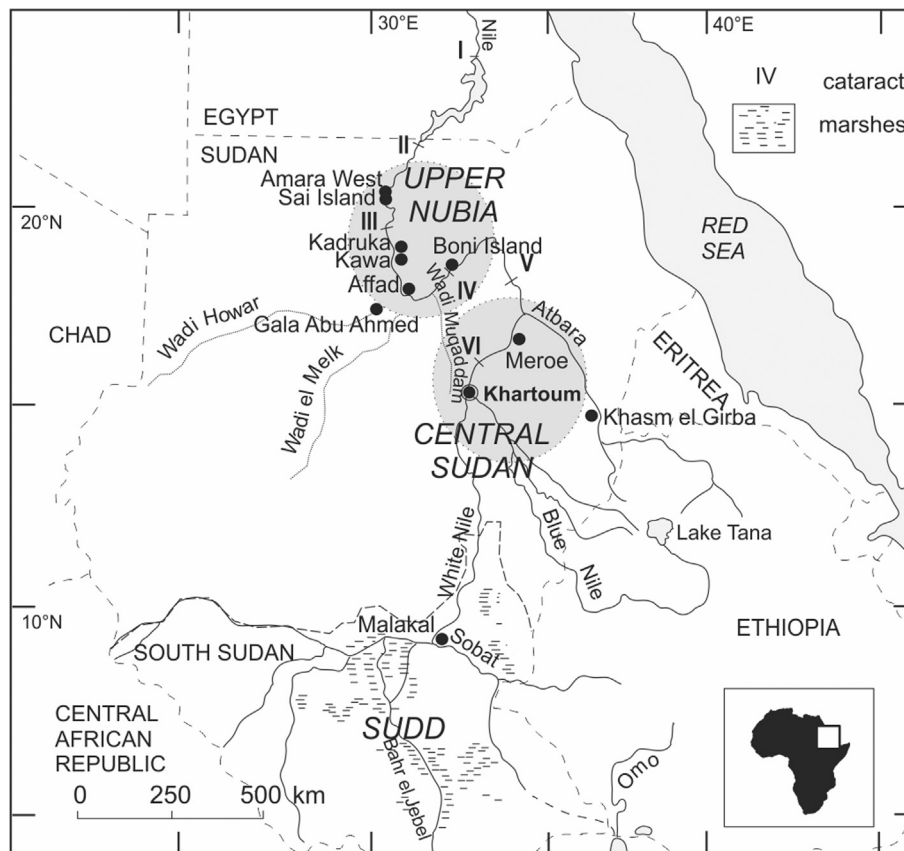 30°E
40°E
Nile
I
IV
cataract
marshes
EGYPT
SUDAN
II
Amara West
Sai Island
UPPER
NUBIA
20°N
III
RED
SEA
Kadruka
Kawa
Boni Island
V
Affad
Wadi Muqaddam
IV
Wadi Howar
Gala Abu Ahmed
CHAD
Atbara
VI
Meroe
ERITREA
Wadi el Melk
Khartoum
Khasm el Girba
CENTRAL
SUDAN
White Nile
Blue
Nile
Lake Tana
10°N
Malakal
Sobat
ETHIOPIA
SOUTH SUDAN
CENTRAL
AFRICAN
REPUBLIC
SUDD
Bahr el Jebel
Omo
0 250 500 km